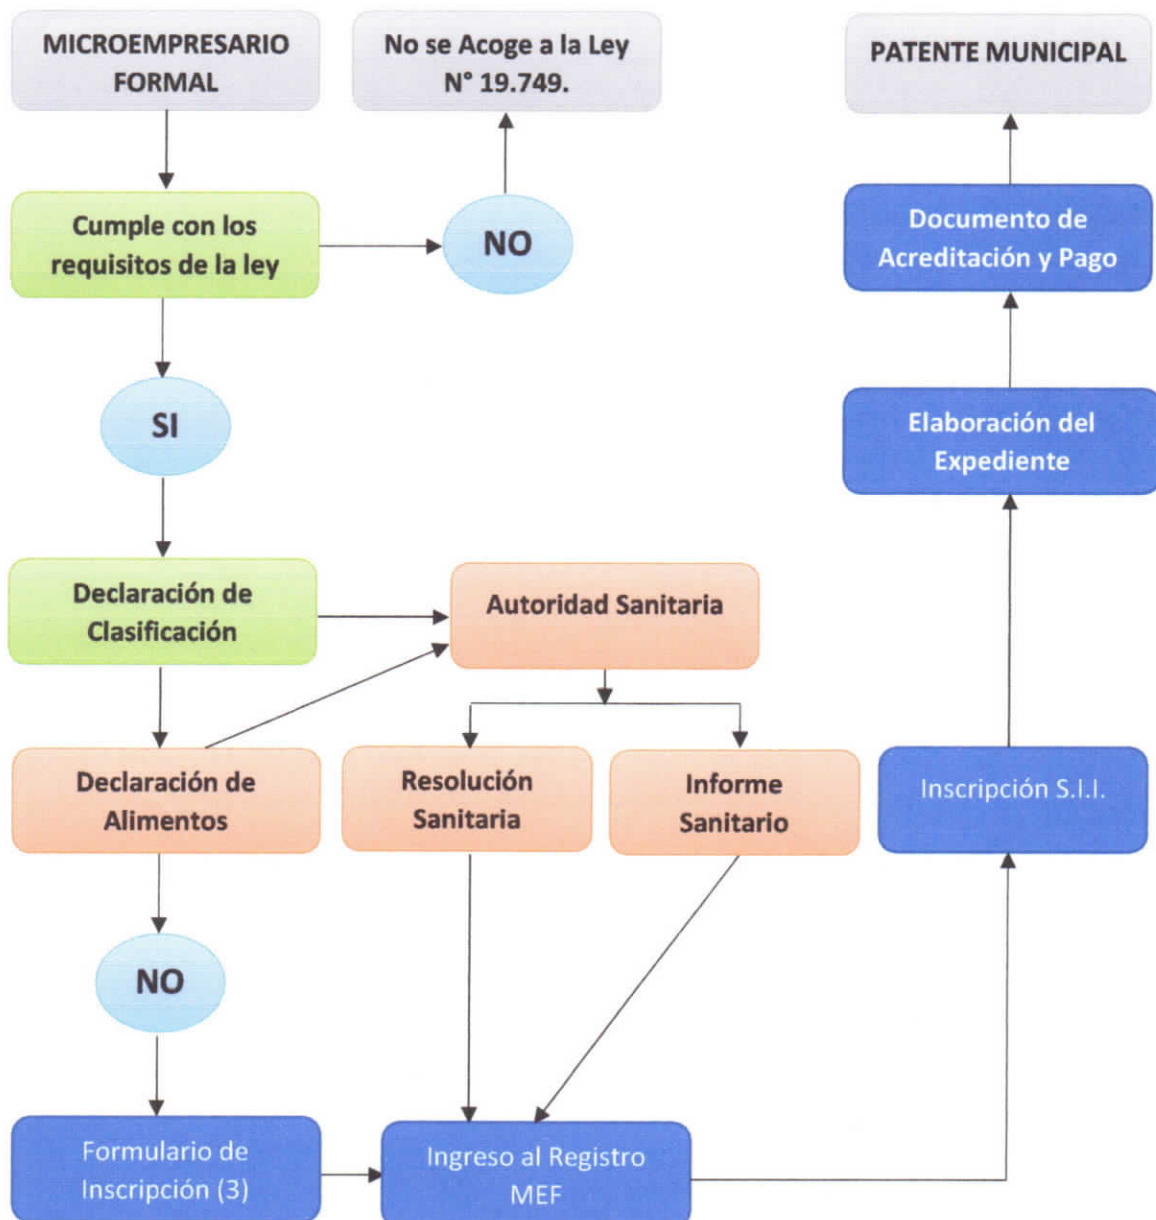 MICROEMPRESARIO
FORMAL
No se Acoge a la Ley
N° 19.749.
PATENTE MUNICIPAL
Cumple con los
requisitos de la ley
NO
Documento de
Acreditación y Pago
SI
Elaboración del
Expediente
Declaración de
Clasificación
Autoridad Sanitaria
Declaración de
Alimentos
Resolución
Sanitaria
Informe
Sanitario
Inscripción S.I.I.
NO
Formulario de
Inscripción (3)
Ingreso al Registro
MEF